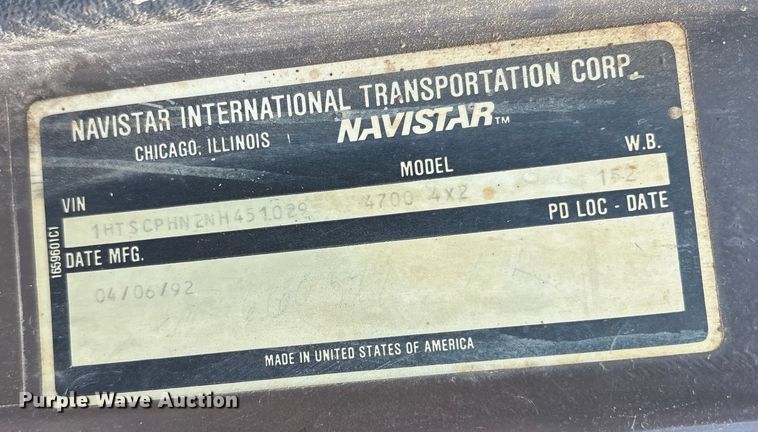 NAVISTAR INTERNATIONAL TRANSPORTATION CORP.
CHICAGO, ILLINOIS NAVISTAR™
VIN MODEL W.B.
4700 4X2 152
DATE MFG. PD LOC - DATE
04/06/92
MADE IN UNITED STATES OF AMERICA
1659601C1
Purple Wave Auction